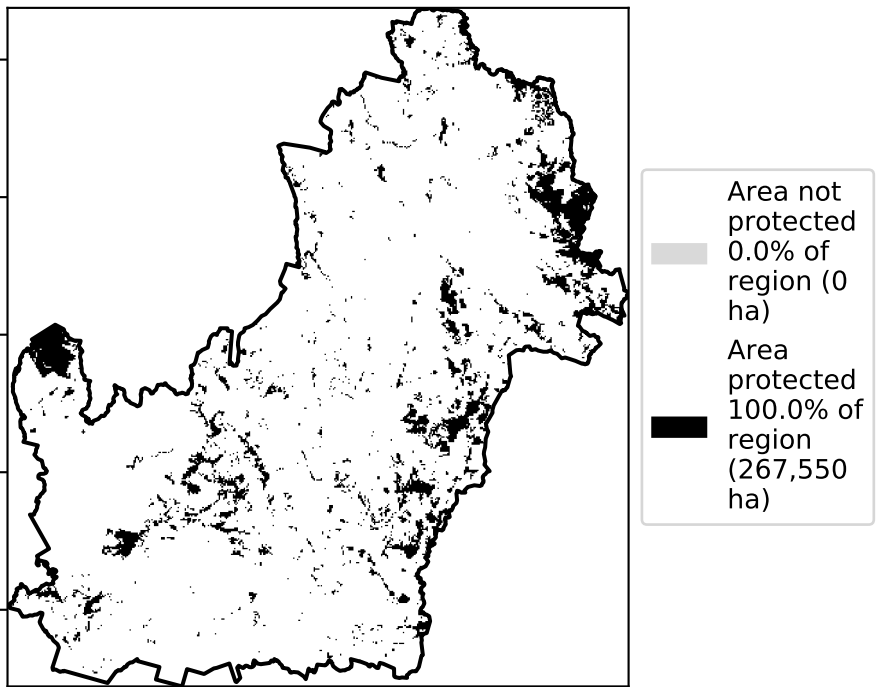 Area not
protected
0.0% of
region (0
ha)
Area
protected
100.0% of
region
(267,550
ha)